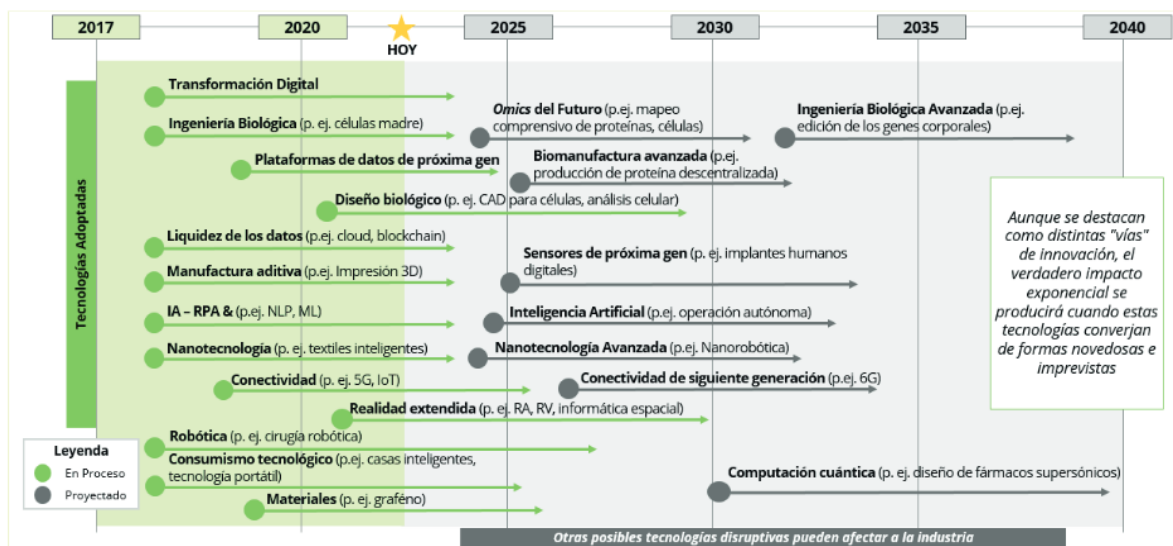 2017
2020
HOY
2025
2030
2035
2040
Tecnologías Adoptadas
Transformación Digital
Ingeniería Biológica (p. ej. células madre)
Omics del Futuro (p.ej. mapeo
comprensivo de proteínas, células)
Ingeniería Biológica Avanzada (p.ej.
edición de los genes corporales)
Plataformas de datos de próxima gen
Biomanufactura avanzada (p.ej.
producción de proteína descentralizada)
Diseño biológico (p. ej. CAD para células, análisis celular)
Liquidez de los datos (p.ej. cloud, blockchain)
Manufactura aditiva (p.ej. Impresión 3D)
Sensores de próxima gen (p. ej. implantes humanos
digitales)
IA – RPA & (p.ej. NLP, ML)
Inteligencia Artificial (p.ej. operación autónoma)
Nanotecnología (p. ej. textiles inteligentes)
Nanotecnología Avanzada (p.ej. Nanorobótica)
Conectividad (p. ej. 5G, IoT)
Conectividad de siguiente generación (p.ej. 6G)
Realidad extendida (p. ej. RA, RV, informática espacial)
Robótica (p. ej. cirugía robótica)
Consumismo tecnológico (p.ej. casas inteligentes,
tecnología portátil)
Computación cuántica (p. ej. diseño de fármacos supersónicos)
Materiales (p. ej. graféno)
Aunque se destacan
como distintas "vías"
de innovación, el
verdadero impacto
exponencial se
producirá cuando estas
tecnologías converjan
de formas novedosas e
imprevistas
Leyenda
En Proceso
Proyectado
Otras posibles tecnologías disruptivas pueden afectar a la industria